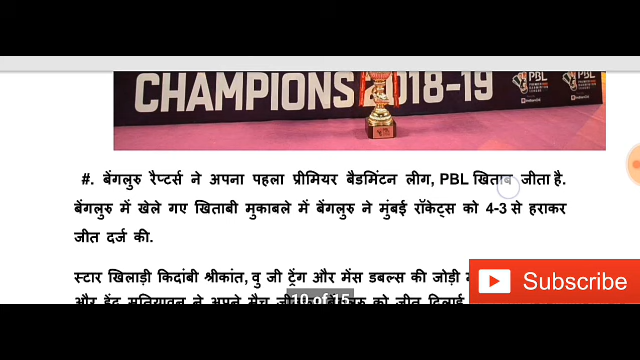 CHAMPIONS 2018-19
PBL
PBL
#. बेंगलुरु रैप्टर्स ने अपना पहला प्रीमियर बैडमिंटन लीग, PBL खिताब जीता है.
बेंगलुरु में खेले गए खिताबी मुकाबले में बेंगलुरु ने मुंबई रॉकेट्स को 4-3 से हराकर
जीत दर्ज की.
स्टार खिलाड़ी किदांबी श्रीकांत, वु जी ट्रेंग और मेंस डबल्स की जोड़ी
Subscribe
10 of 15